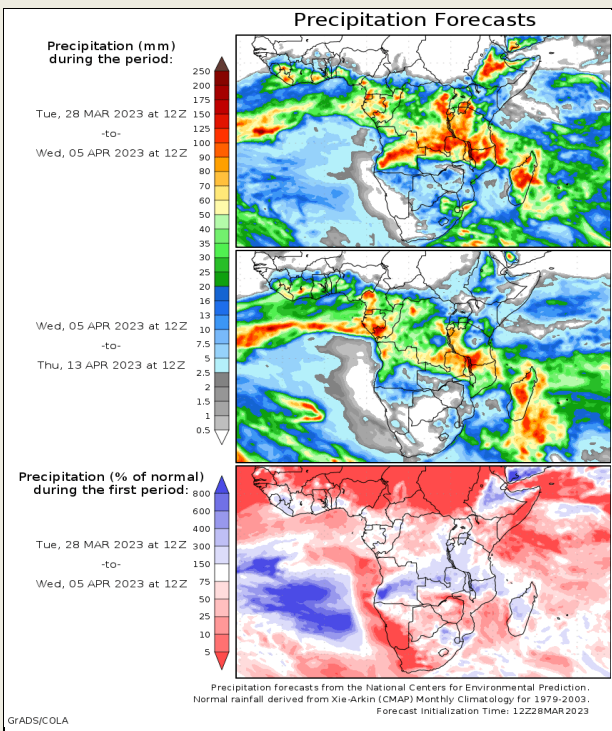 Precipitation Forecasts
Precipitation (mm)
during the period:
Tue, 28 MAR 2023 at 12Z
-to-
Wed, 05 APR 2023 at 12Z
250
200
175
150
125
100
90
80
70
60
50
40
35
30
25
20
16
13
10
7.5
5
2.5
2
1.5
1
0.5
Wed, 05 APR 2023 at 12Z
-to-
Thu, 13 APR 2023 at 12Z
Precipitation (% of normal)
during the first period:
Tue, 28 MAR 2023 at 12Z
-to-
Wed, 05 APR 2023 at 12Z
800
600
400
300
150
75
50
25
10
5
Precipitation forecasts from the National Centers for Environmental Prediction.
Normal rainfall derived from Xie-Arkin (CMAP) Monthly Climatology for 1979-2003.
Forecast Initialization Time: 12Z28MAR2023
GrADS/COLA